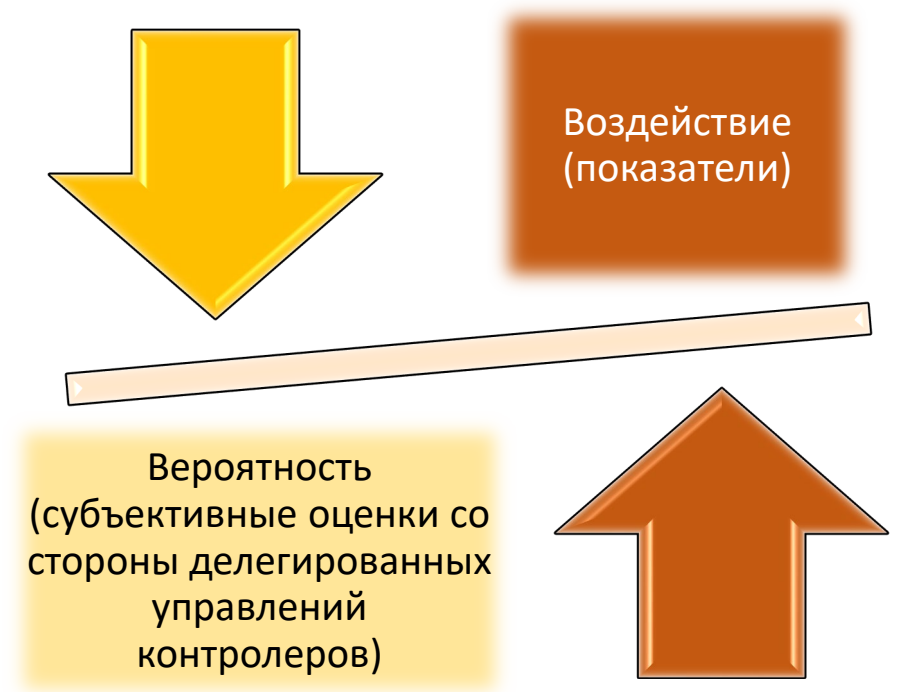 Воздействие
(показатели)
Вероятность
(субъективные оценки со
стороны делегированных
управлений
контролеров)